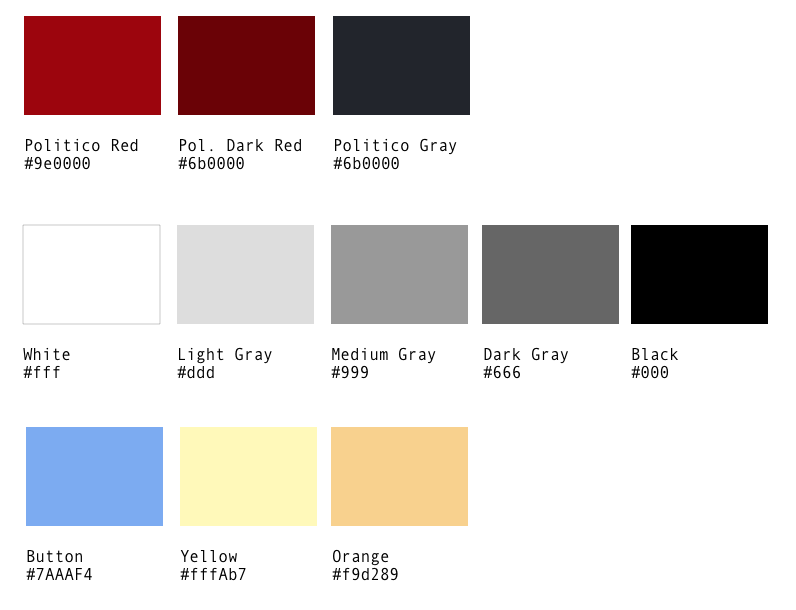 Politico Red
#9e0000
Pol. Dark Red
#6b0000
Politico Gray
#6b0000
White
#fff
Light Gray
#ddd
Medium Gray
#999
Dark Gray
#666
Black
#000
Button
#7AAAF4
Yellow
#fffAb7
Orange
#f9d289